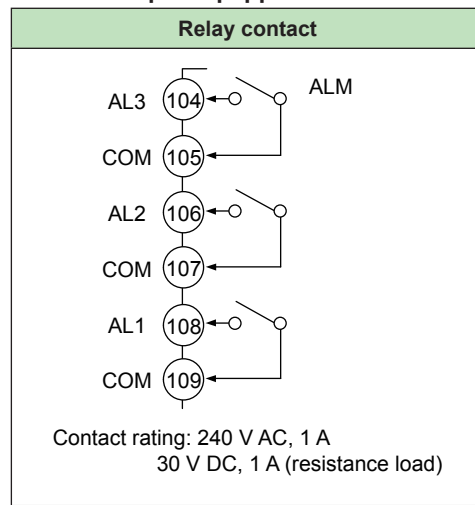 Relay contact
AL3 104 ALM
COM 105
AL2 106
COM 107
AL1 108
COM 109
Contact rating: 240 V AC, 1 A
30 V DC, 1 A (resistance load)